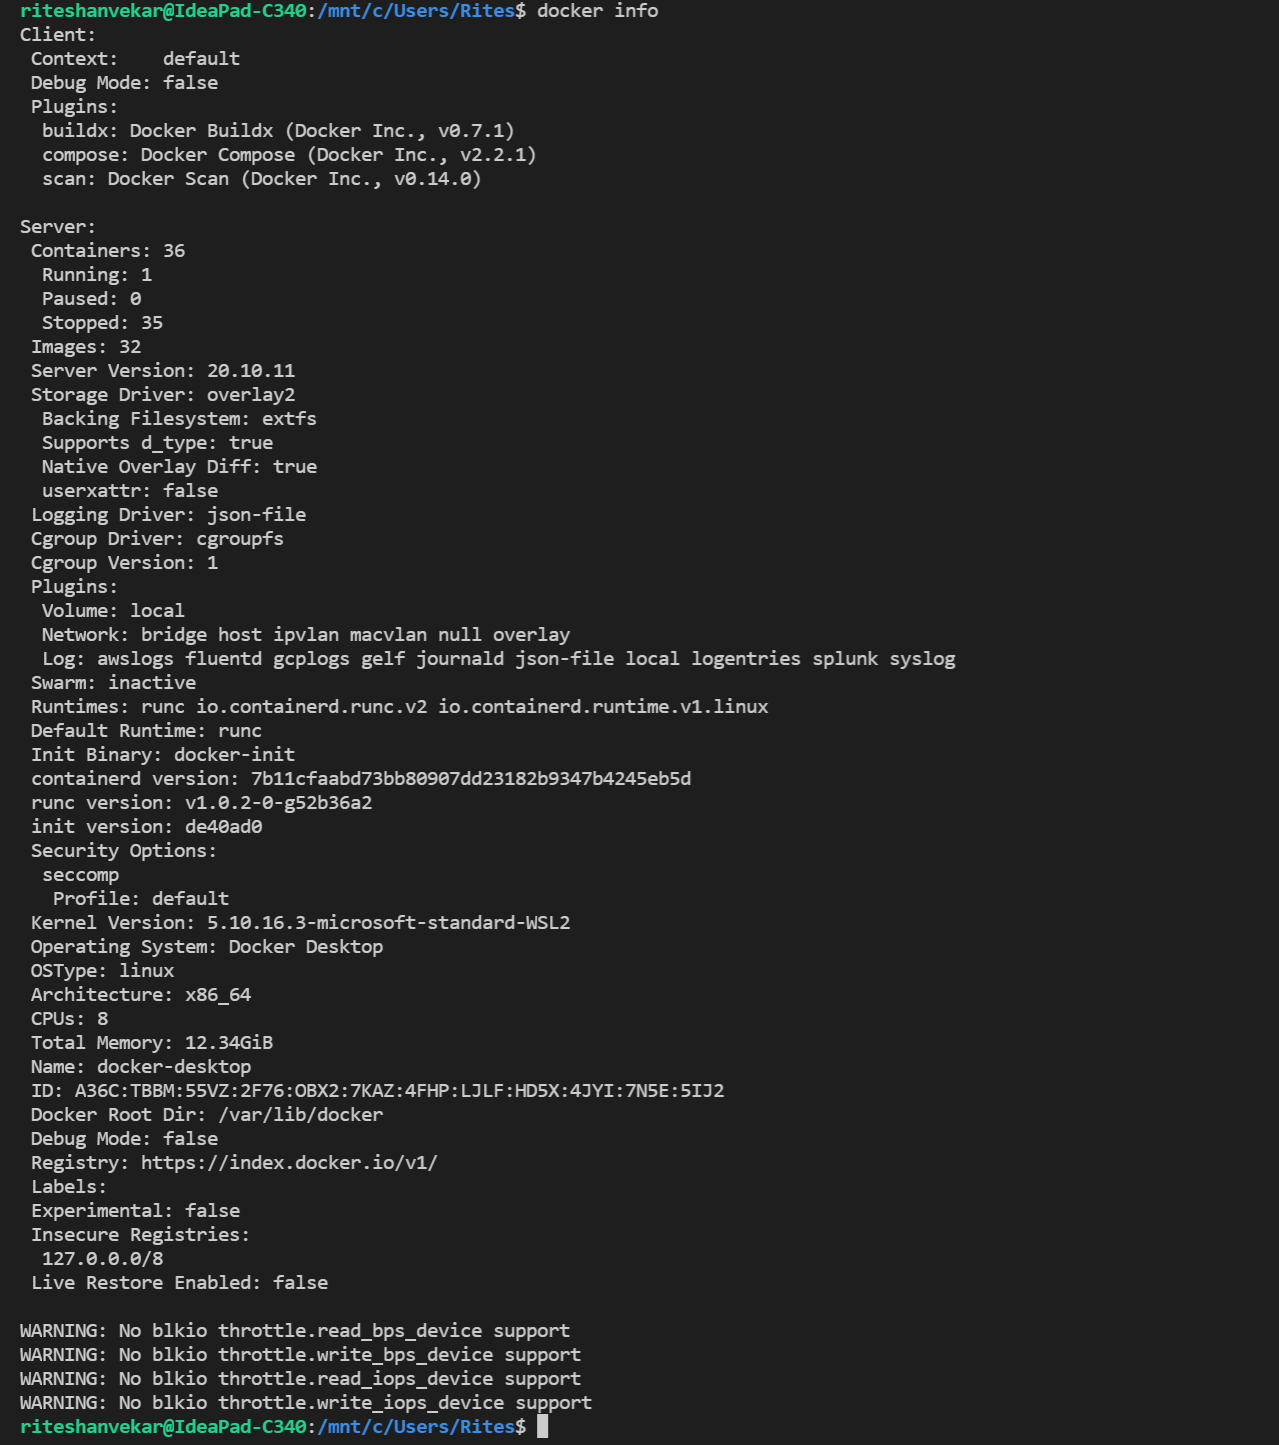 riteshanvekar@IdeaPad-C340:/mnt/c/Users/Rites$ docker info
Client:
 Context:    default
 Debug Mode: false
 Plugins:
  buildx: Docker Buildx (Docker Inc., v0.7.1)
  compose: Docker Compose (Docker Inc., v2.2.1)
  scan: Docker Scan (Docker Inc., v0.14.0)

Server:
 Containers: 36
  Running: 1
  Paused: 0
  Stopped: 35
 Images: 32
 Server Version: 20.10.11
 Storage Driver: overlay2
  Backing Filesystem: extfs
  Supports d_type: true
  Native Overlay Diff: true
  userxattr: false
 Logging Driver: json-file
 Cgroup Driver: cgroupfs
 Cgroup Version: 1
 Plugins:
  Volume: local
  Network: bridge host ipvlan macvlan null overlay
  Log: awslogs fluentd gcplogs gelf journald json-file local logentries splunk syslog
 Swarm: inactive
 Runtimes: runc io.containerd.runc.v2 io.containerd.runtime.v1.linux
 Default Runtime: runc
 Init Binary: docker-init
 containerd version: 7b11cfaabd73bb80907dd23182b9347b4245eb5d
 runc version: v1.0.2-0-g52b36a2
 init version: de40ad0
 Security Options:
  seccomp
   Profile: default
 Kernel Version: 5.10.16.3-microsoft-standard-WSL2
 Operating System: Docker Desktop
 OSType: linux
 Architecture: x86_64
 CPUs: 8
 Total Memory: 12.34GiB
 Name: docker-desktop
 ID: A36C:TBBM:55VZ:2F76:OBX2:7KAZ:4FHP:LJLF:HD5X:4JYI:7N5E:5IJ2
 Docker Root Dir: /var/lib/docker
 Debug Mode: false
 Registry: https://index.docker.io/v1/
 Labels:
 Experimental: false
 Insecure Registries:
  127.0.0.0/8
 Live Restore Enabled: false

WARNING: No blkio throttle.read_bps_device support
WARNING: No blkio throttle.write_bps_device support
WARNING: No blkio throttle.read_iops_device support
WARNING: No blkio throttle.write_iops_device support
riteshanvekar@IdeaPad-C340:/mnt/c/Users/Rites$